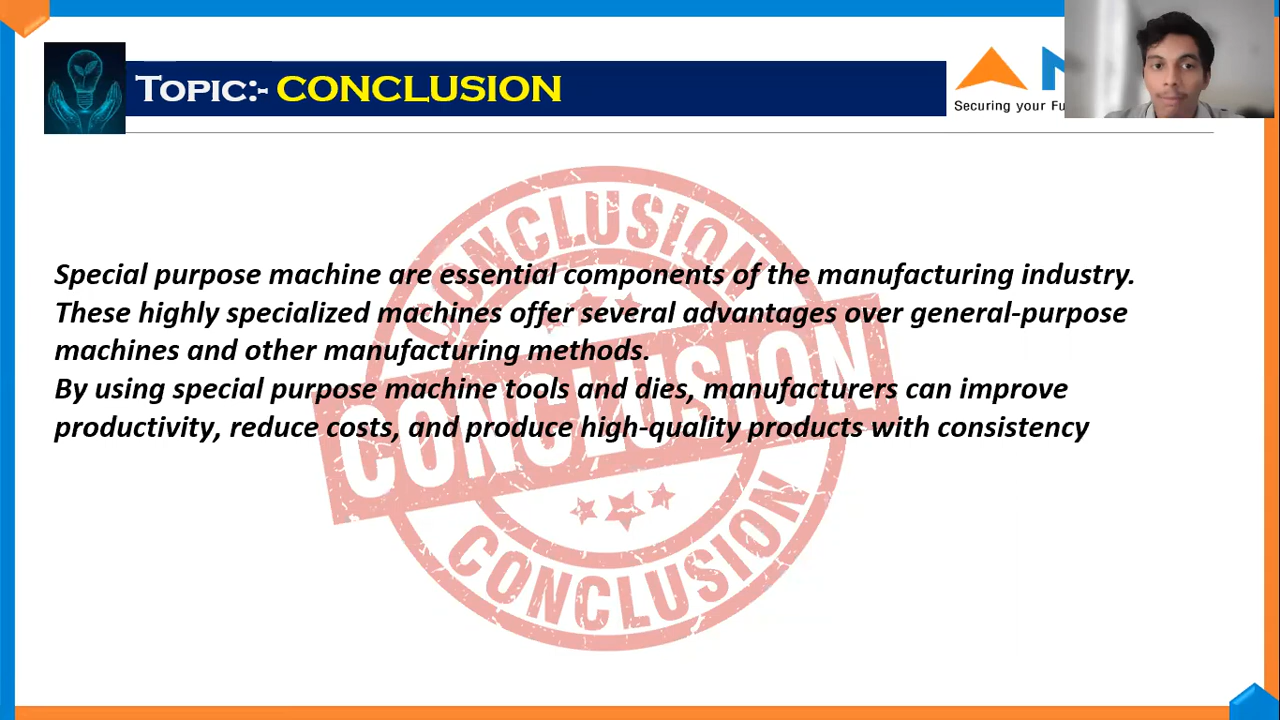 Topic:- CONCLUSION
Securing your
CONCLUSION
Special purpose machine are essential components of the manufacturing industry.
These highly specialized machines offer several advantages over general-purpose
machines and other manufacturing methods.
By using special purpose machine tools and dies, manufacturers can improve
productivity, reduce costs, and produce high-quality products with consistency
CONCLUSION
CONCLUSION